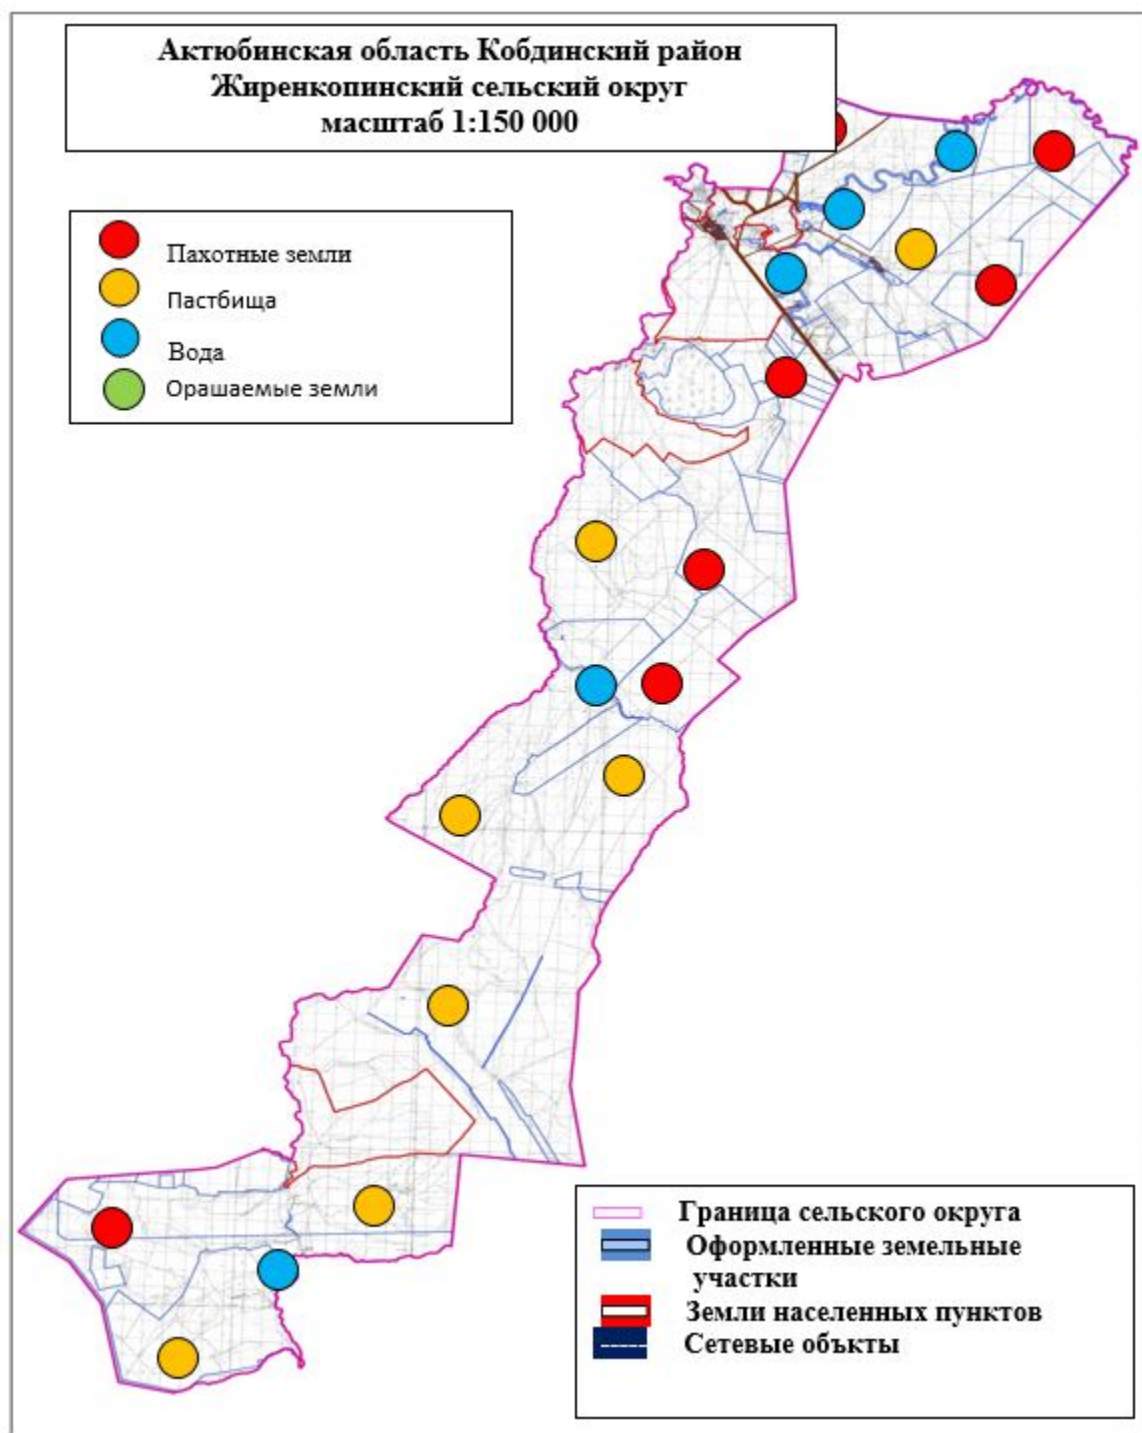 Актюбинская область Кобдинский район
Жиренкопинский сельский округ
масштаб 1:150 000
Пахотные земли
Пастбища
Вода
Орашаемые земли
Граница сельского округа
Оформленные земельные
участки
Земли населенных пунктов
Сетевые объкты